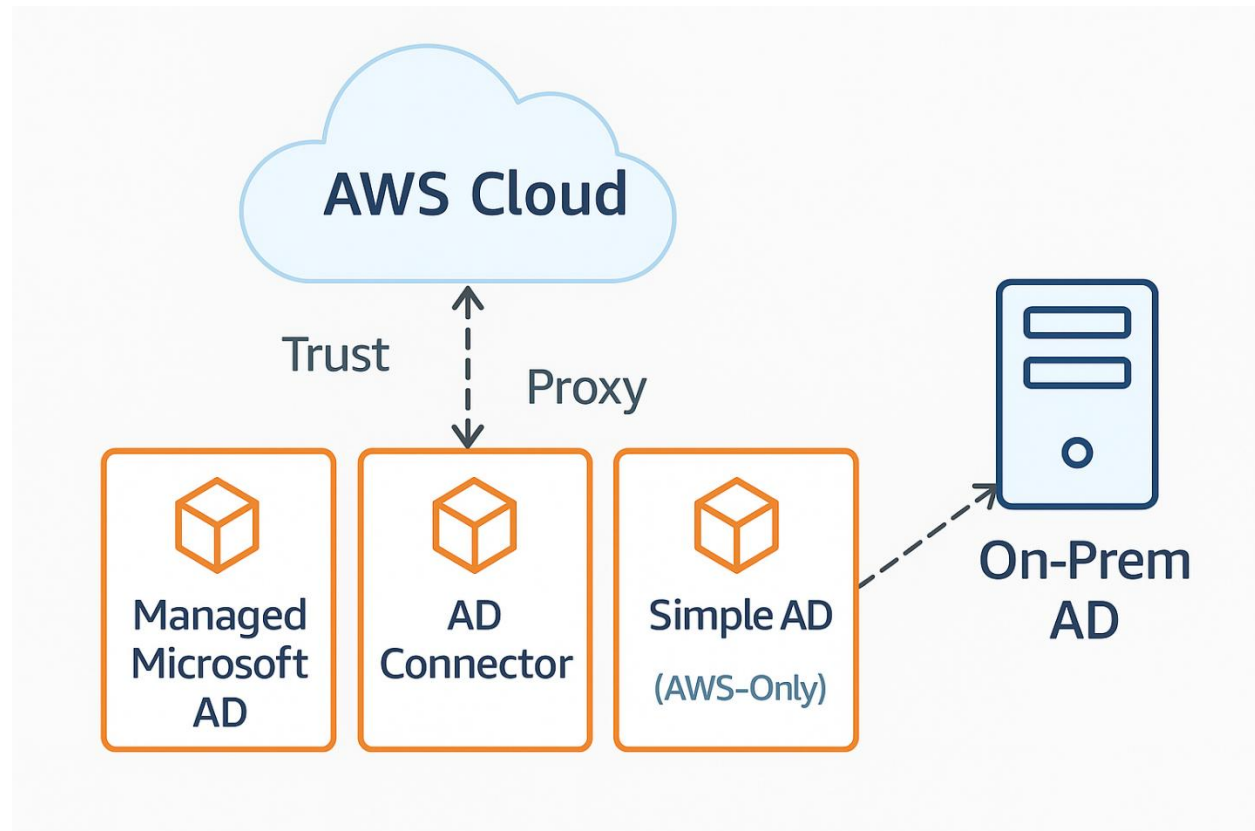 AWS Cloud
Trust
Proxy
Managed
Microsoft
AD
AD
Connector
Simple AD
(AWS-Only)
On-Prem
AD